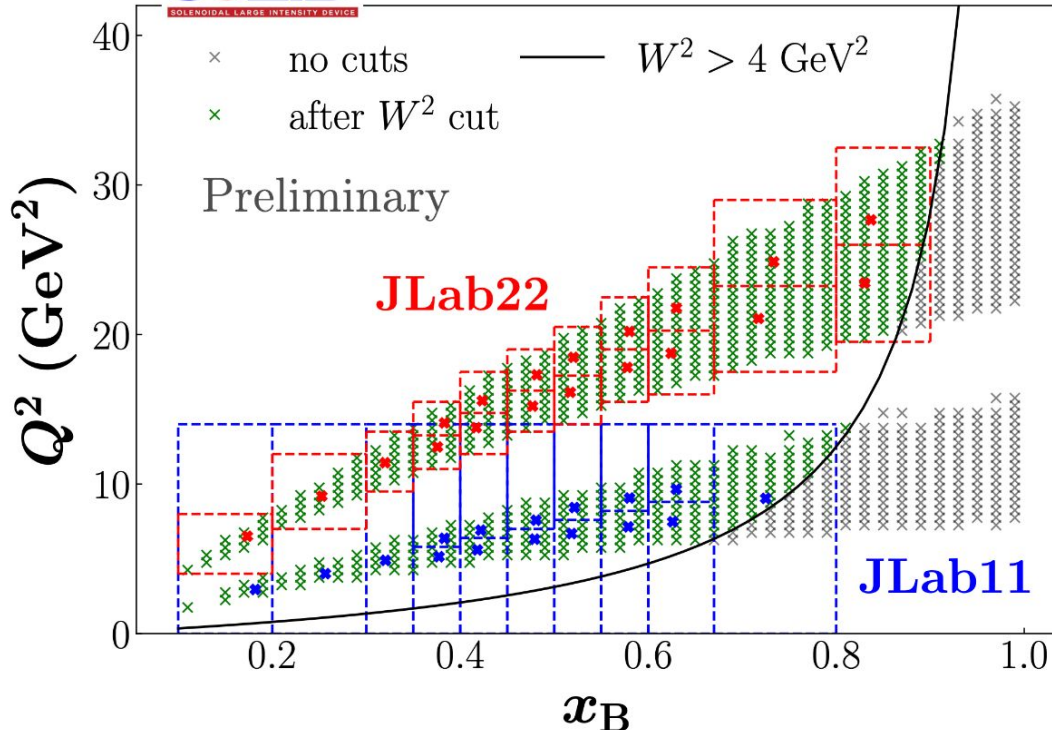 SOLENOIDAL LARGE INTENSITY DEVICE
no cuts
W² > 4 GeV²
after W² cut
Preliminary
JLab22
JLab11
Q² (GeV²)
40
30
20
10
0
0.2 0.4 0.6 0.8 1.0
x_B